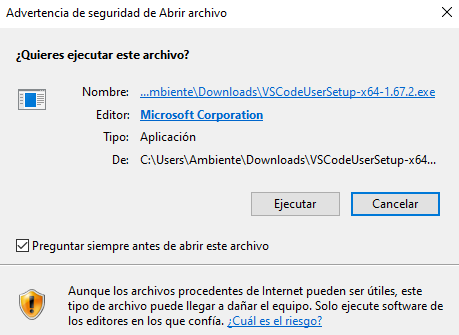 Advertencia de seguridad de Abrir archivo
¿Quieres ejecutar este archivo?
Nombre: ...mbiente\Downloads\VSCodeUserSetup-x64-1.67.2.exe
Editor: Microsoft Corporation
Tipo: Aplicación
De: C:\Users\Ambiente\Downloads\VSCodeUserSetup-x64...
Ejecutar Cancelar
Preguntar siempre antes de abrir este archivo
Aunque los archivos procedentes de Internet pueden ser útiles, este
tipo de archivo puede llegar a dañar el equipo. Solo ejecute software de
los editores en los que confía. ¿Cuál es el riesgo?